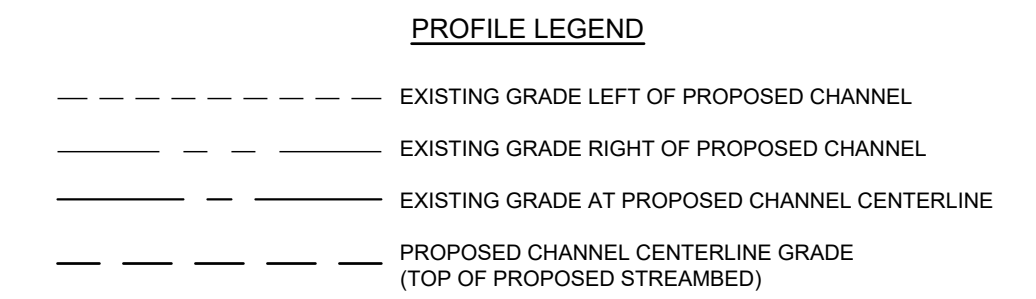 PROFILE LEGEND
EXISTING GRADE LEFT OF PROPOSED CHANNEL
EXISTING GRADE RIGHT OF PROPOSED CHANNEL
EXISTING GRADE AT PROPOSED CHANNEL CENTERLINE
PROPOSED CHANNEL CENTERLINE GRADE
(TOP OF PROPOSED STREAMBED)